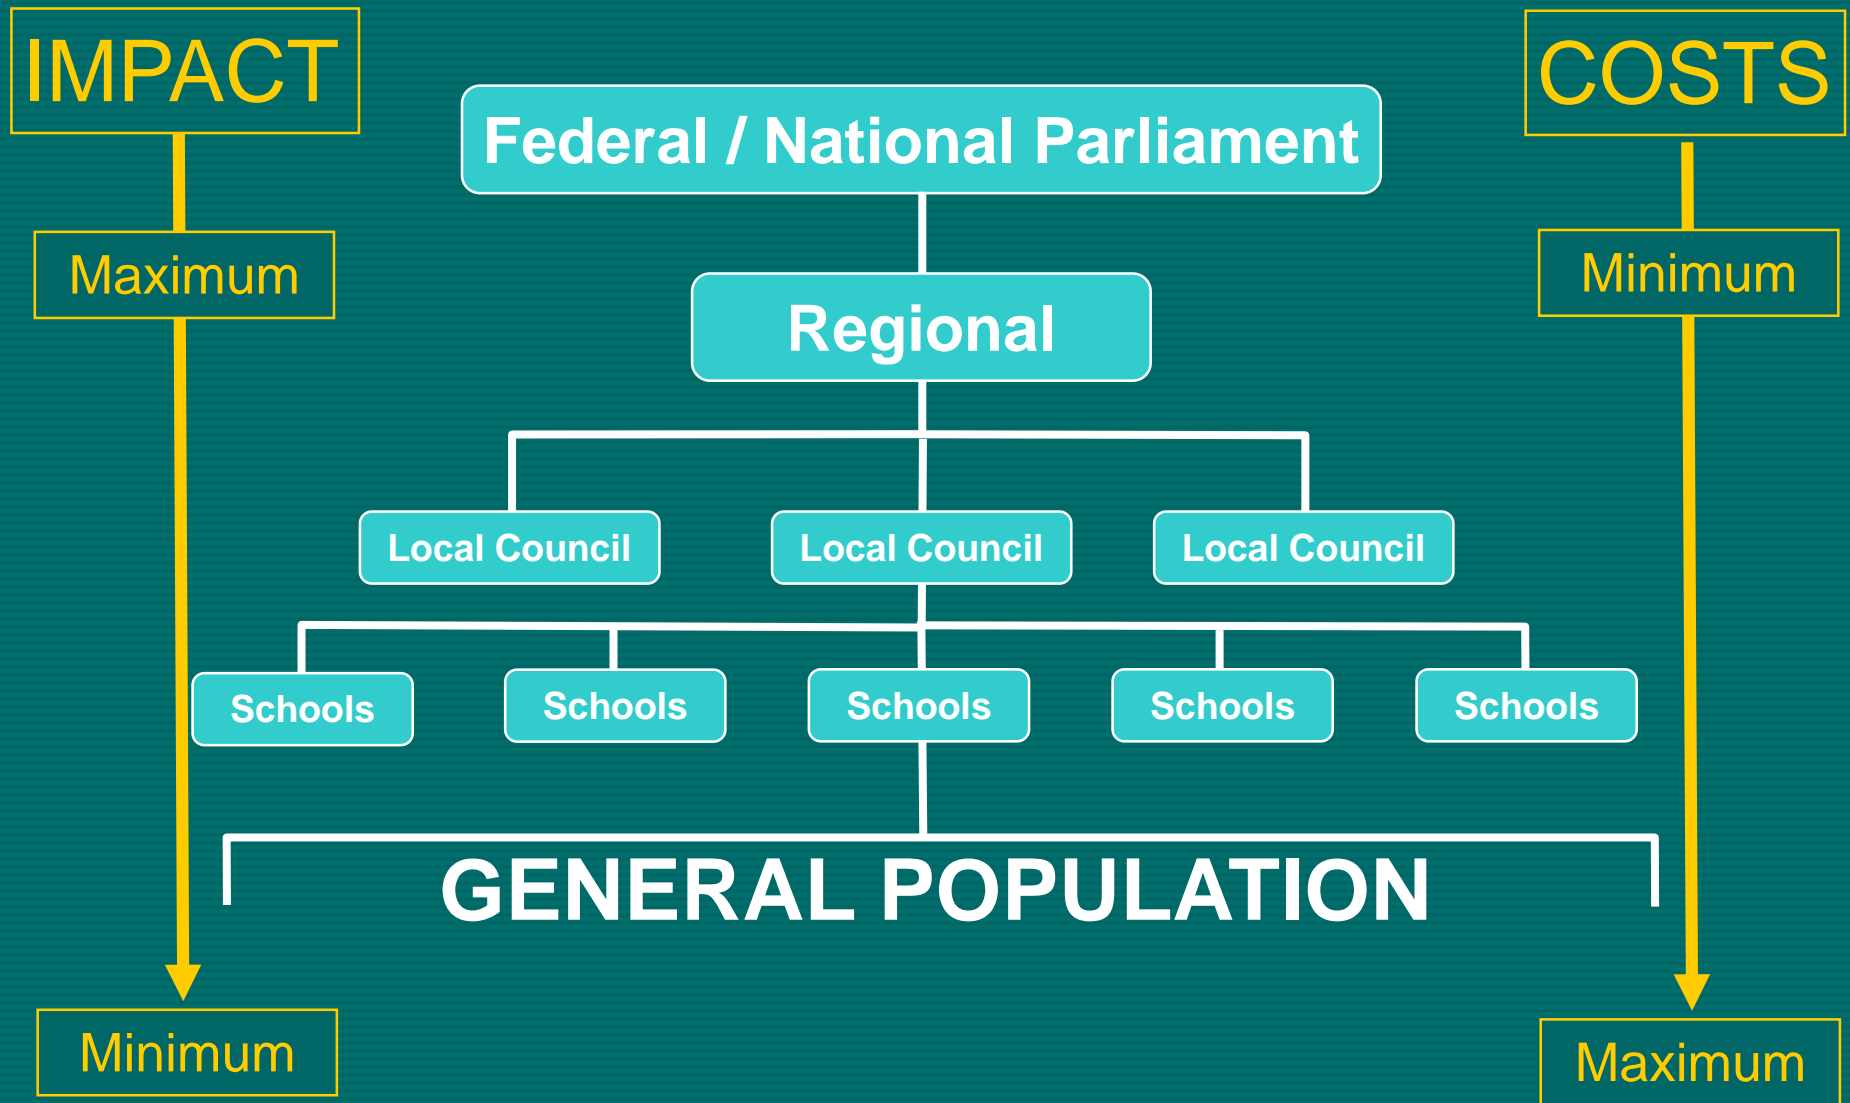 IMPACT
COSTS
Federal / National Parliament
Maximum
Minimum
Regional
Local Council
Local Council
Local Council
Schools
Schools
Schools
Schools
Schools
GENERAL POPULATION
Minimum
Maximum